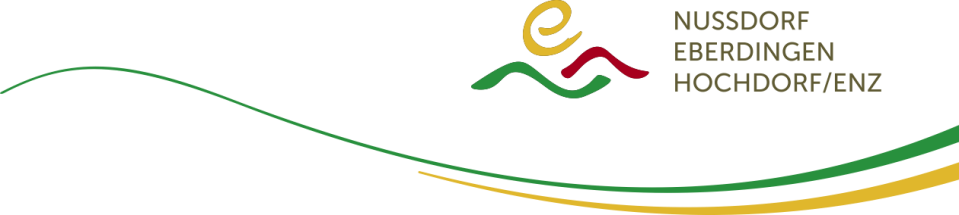 e
NUSSDORF
EBERDINGEN
HOCHDORF/ENZ